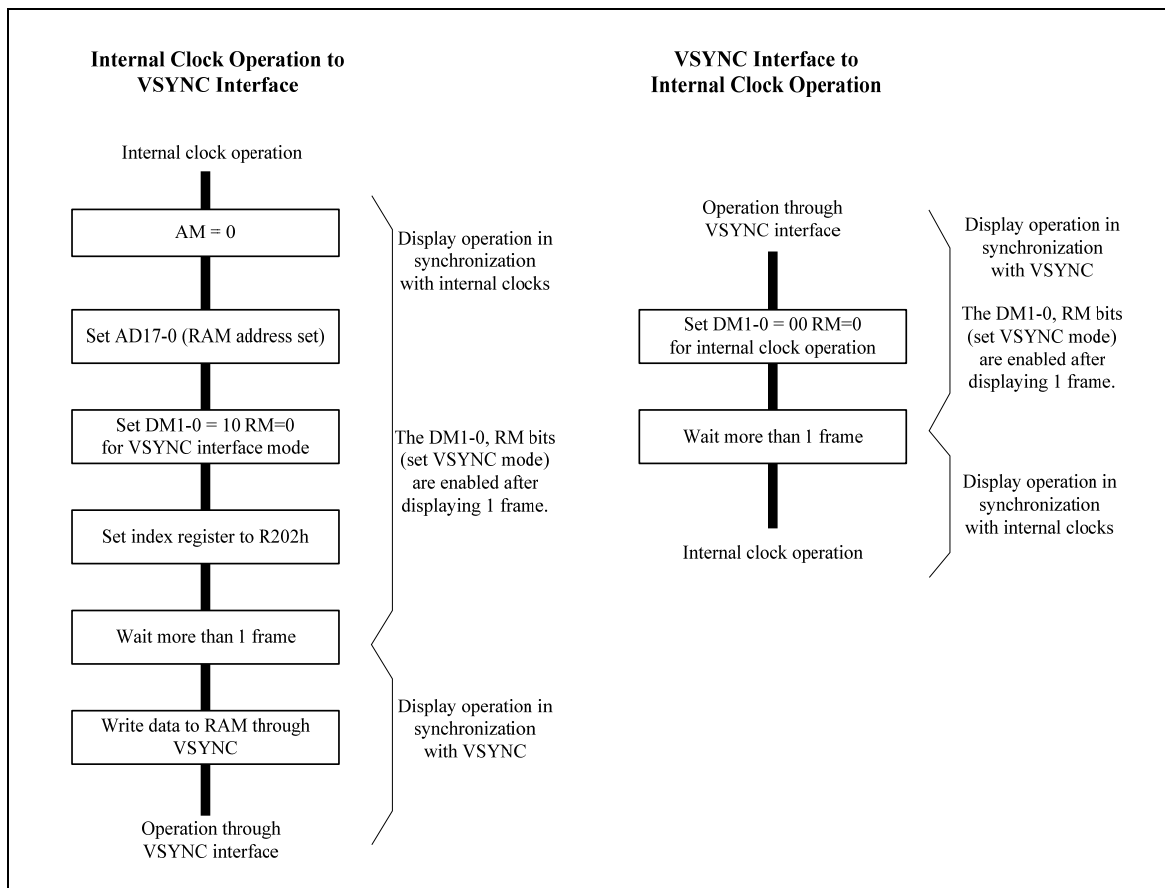 Internal Clock Operation to
VSYNC Interface
Internal clock operation
AM = 0
Set AD17-0 (RAM address set)
Set DM1-0 = 10 RM=0
for VSYNC interface mode
Set index register to R202h
Wait more than 1 frame
Write data to RAM through
VSYNC
Operation through
VSYNC interface
Display operation in
synchronization
with internal clocks
The DM1-0, RM bits
(set VSYNC mode)
are enabled after
displaying 1 frame.
Display operation in
synchronization
with VSYNC
VSYNC Interface to
Internal Clock Operation
Operation through
VSYNC interface
Set DM1-0 = 00 RM=0
for internal clock operation
Wait more than 1 frame
Internal clock operation
Display operation in
synchronization
with VSYNC
The DM1-0, RM bits
(set VSYNC mode)
are enabled after
displaying 1 frame.
Display operation in
synchronization
with internal clocks